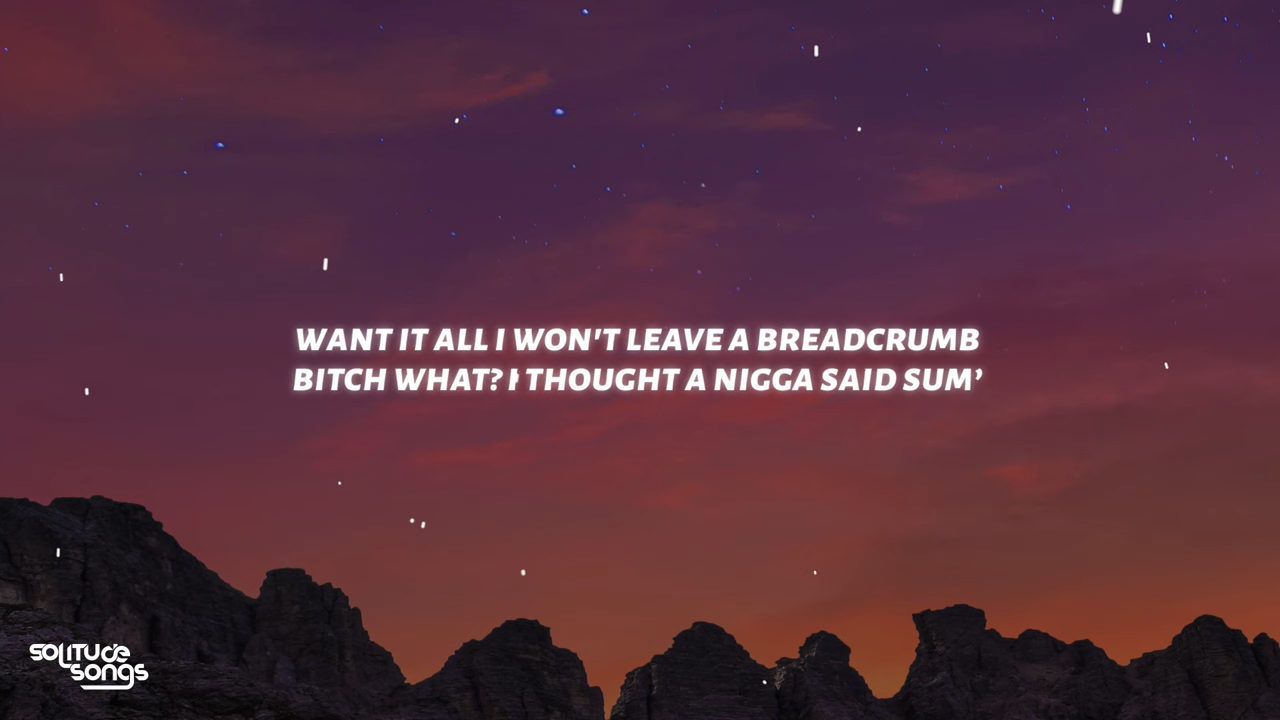 WANT IT ALL I WON'T LEAVE A BREADCRUMB
BITCH WHAT? I THOUGHT A NIGGA SAID SUM’
SOLITUDE
SONGS